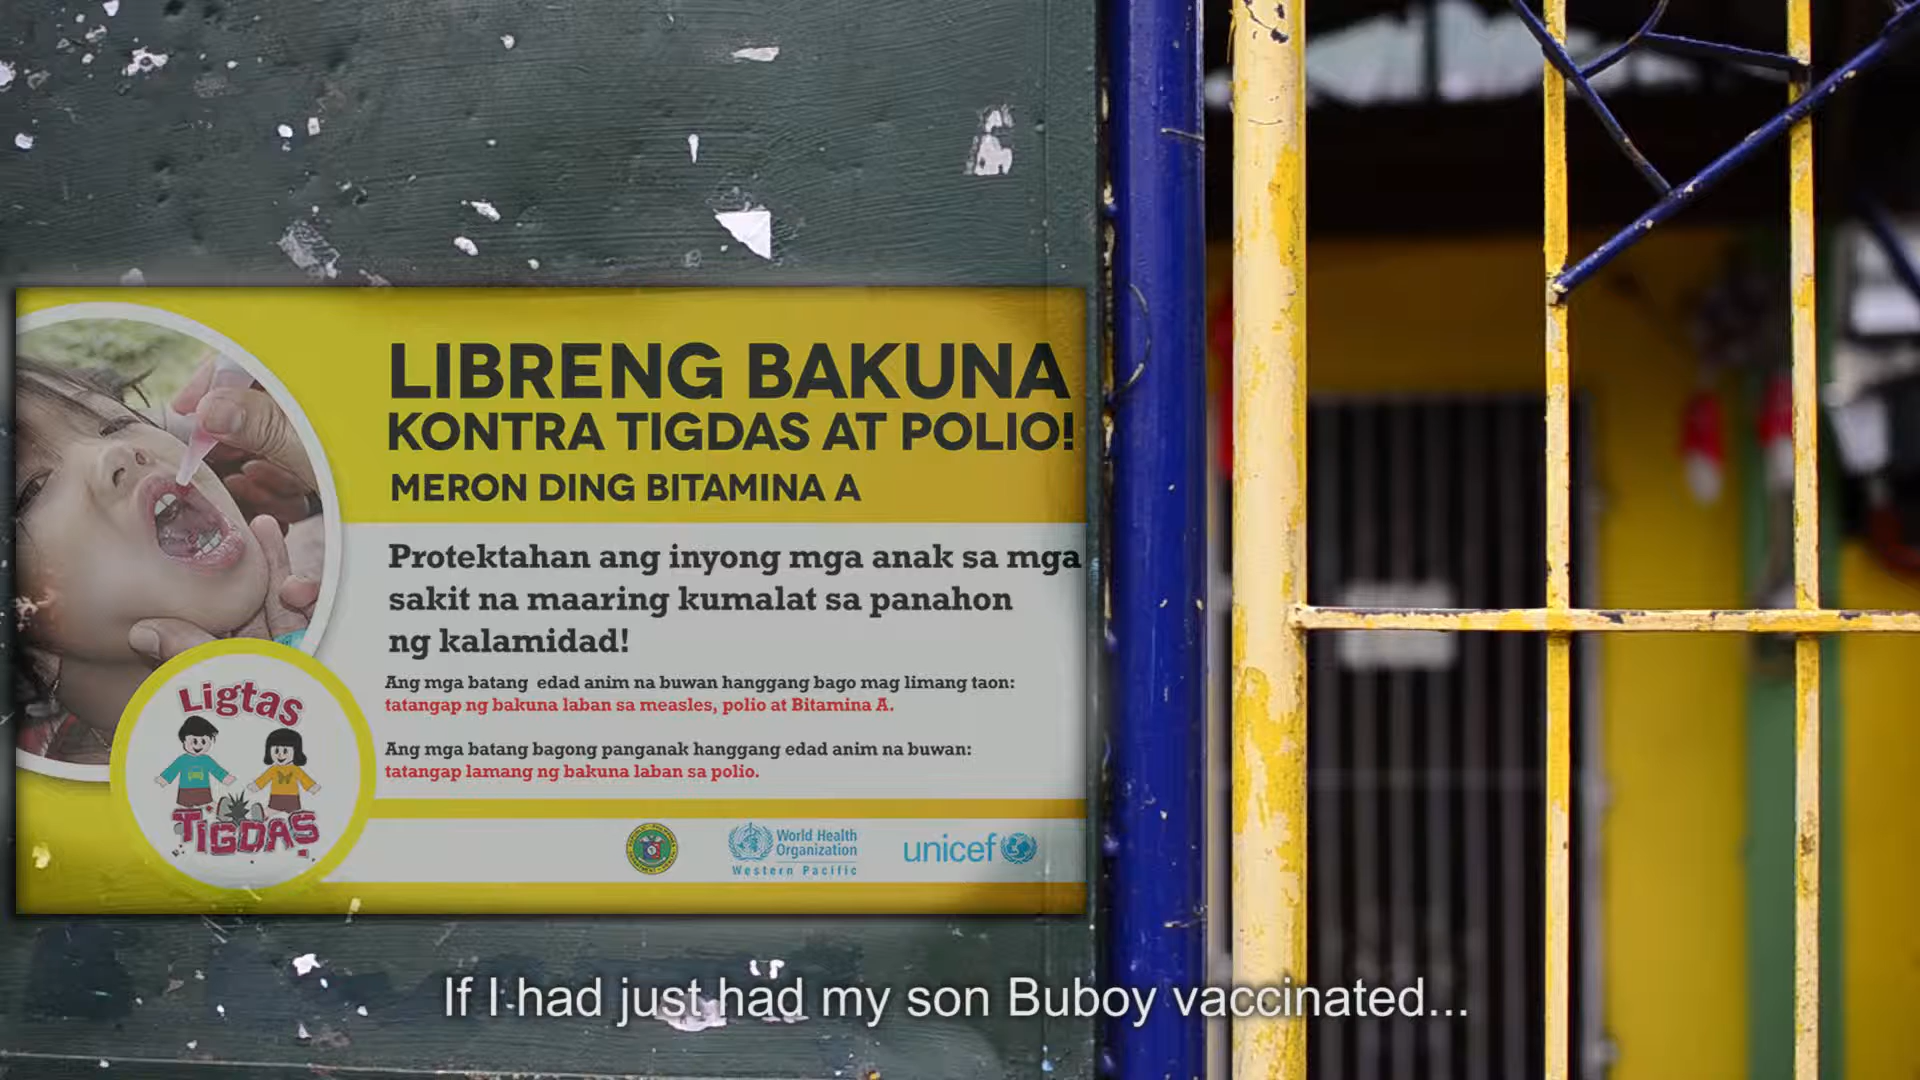 LIBRENG BAKUNA
KONTRA TIGDAS AT POLIO!
MERON DING BITAMINA A
Protektahan ang inyong mga anak sa mga
sakit na maaring kumalat sa panahon
ng kalamidad!
Ang mga batang edad anim na buwan hanggang bago mag limang taon:
tatangap ng bakuna laban sa measles, polio at Bitamina A.
Ang mga batang bagong panganak hanggang edad anim na buwan:
tatangap lamang ng bakuna laban sa polio.
Ligtas
TIGDAS
World Health
Organization
Western Pacific
unicef
If I had just had my son Buboy vaccinated...